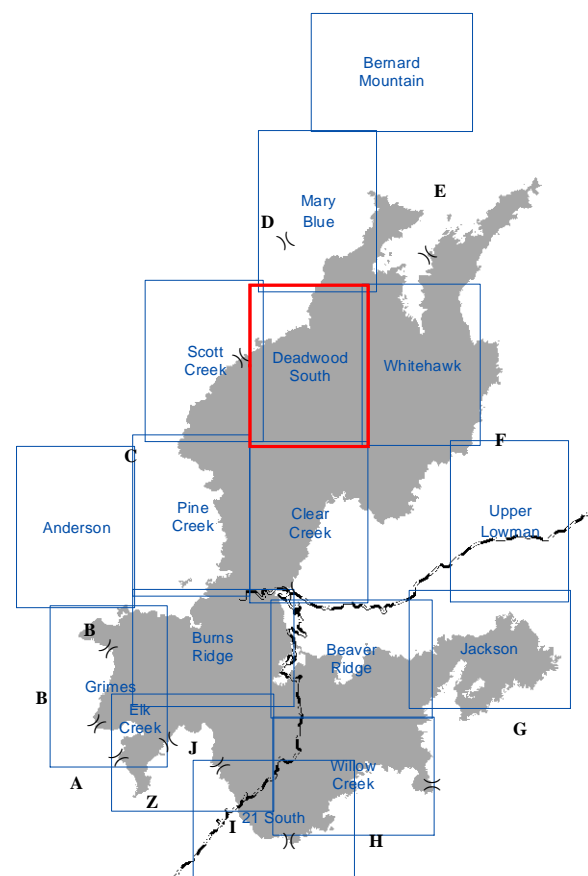 Bernard
Mountain
E
Mary
Blue
D
Scott
Creek
Deadwood
South
Whitehawk
C
F
Anderson
Pine
Creek
Clear
Creek
Upper
Lowman
B
Burns
Ridge
Beaver
Ridge
Jackson
B
Grimes
Elk
Creek
G
J
A
Z
Willow
Creek
I
21 South
H